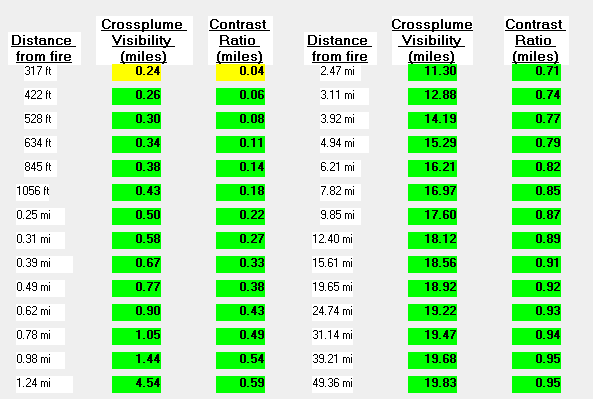 Distance from fire Crossplume Visibility (miles) Contrast Ratio (miles) Distance from fire Crossplume Visibility (miles) Contrast Ratio (miles)
317 ft 0.24 0.04 2.47 mi 11.30 0.71
422 ft 0.26 0.06 3.11 mi 12.88 0.74
528 ft 0.30 0.08 3.92 mi 14.19 0.77
634 ft 0.34 0.11 4.94 mi 15.29 0.79
845 ft 0.38 0.14 6.21 mi 16.21 0.82
1056 ft 0.43 0.18 7.82 mi 16.97 0.85
0.25 mi 0.50 0.22 9.85 mi 17.60 0.87
0.31 mi 0.58 0.27 12.40 mi 18.12 0.89
0.39 mi 0.67 0.33 15.61 mi 18.56 0.91
0.49 mi 0.77 0.38 19.65 mi 18.92 0.92
0.62 mi 0.90 0.43 24.74 mi 19.22 0.93
0.78 mi 1.05 0.49 31.14 mi 19.47 0.94
0.98 mi 1.44 0.54 39.21 mi 19.68 0.95
1.24 mi 4.54 0.59 49.36 mi 19.83 0.95